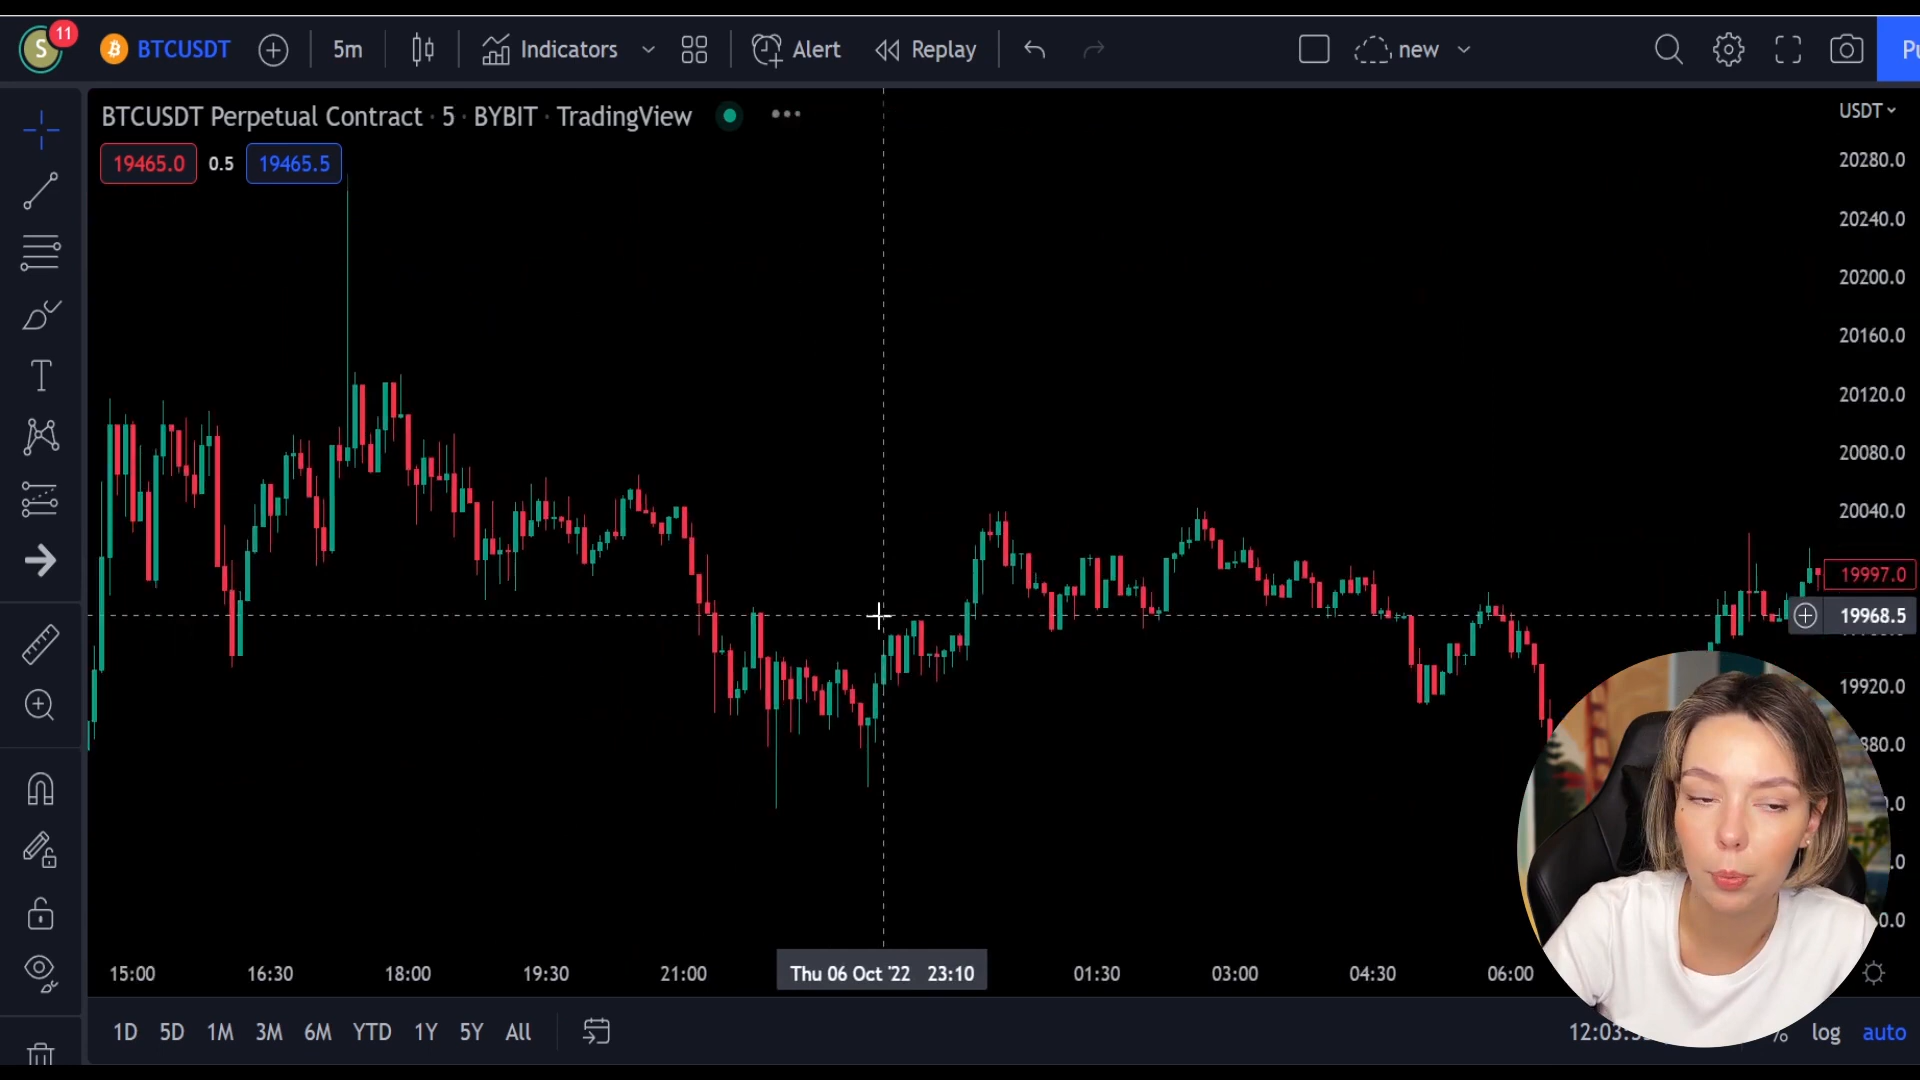 S 11 BTCUSDT 5m Indicators Alert Replay new Pu
BTCUSDT Perpetual Contract · 5 · BYBIT · TradingView
USDT
19465.0 0.5 19465.5
20280.0
20240.0
20200.0
20160.0
20120.0
20080.0
20040.0
19997.0
19968.5
19920.0
15:00 16:30 18:00 19:30 21:00 Thu 06 Oct '22 23:10 01:30 03:00 04:30 06:00
1D 5D 1M 3M 6M YTD 1Y 5Y All % log auto